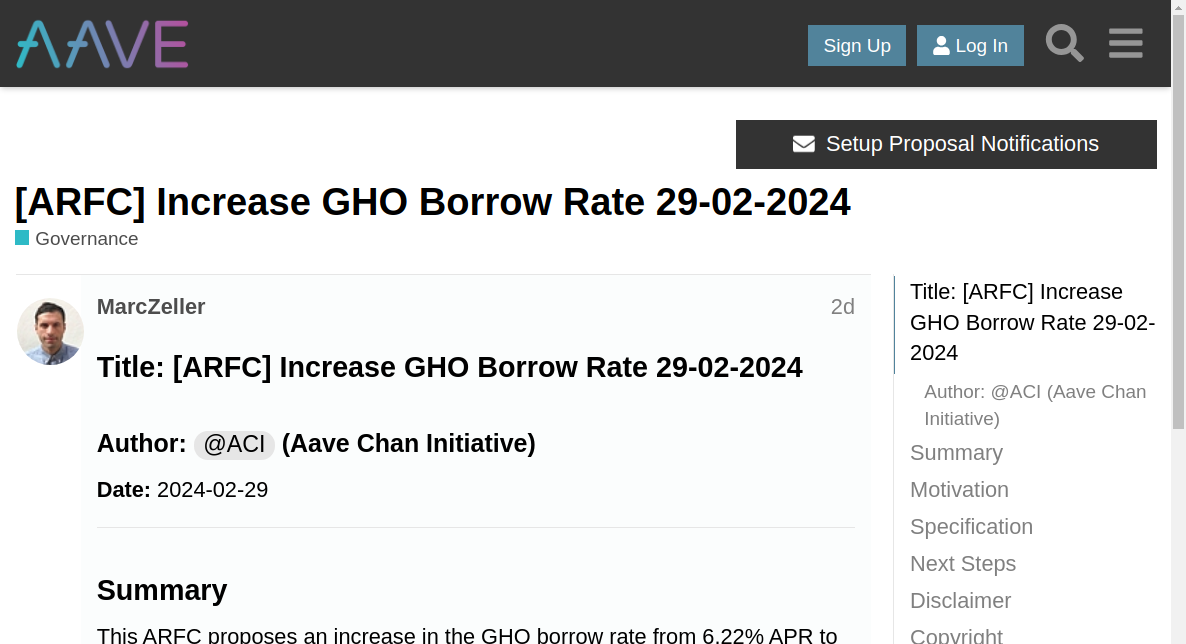 AAVE
Sign Up
Log In
Setup Proposal Notifications
[ARFC] Increase GHO Borrow Rate 29-02-2024
Governance
MarcZeller
2d
Title: [ARFC] Increase GHO Borrow Rate 29-02-2024
Author: @ACI (Aave Chan Initiative)
Date: 2024-02-29
Summary
This ARFC proposes an increase in the GHO borrow rate from 6.22% APR to
Title: [ARFC] Increase
GHO Borrow Rate 29-02-
2024
Author: @ACI (Aave Chan
Initiative)
Summary
Motivation
Specification
Next Steps
Disclaimer
Copyright